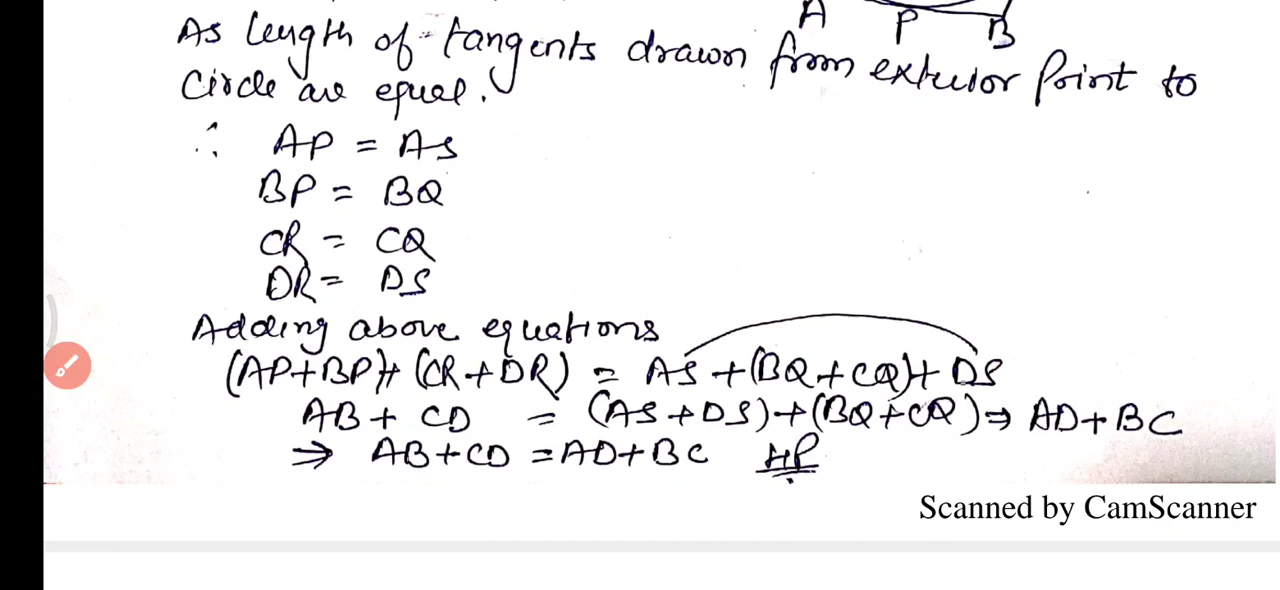 A P B
As length of tangents drawn from exterior point to
Circle are equal.
∴ AP = AS
BP = BQ
CR = CQ
DR = DS
Adding above equations
(AP+BP)+(CR+DR) = AS+(BQ+CQ)+DS
AB+CD = (AS+DS)+(BQ+CQ)⇒ AD+BC
⇒ AB+CD=AD+BC HP
Scanned by CamScanner